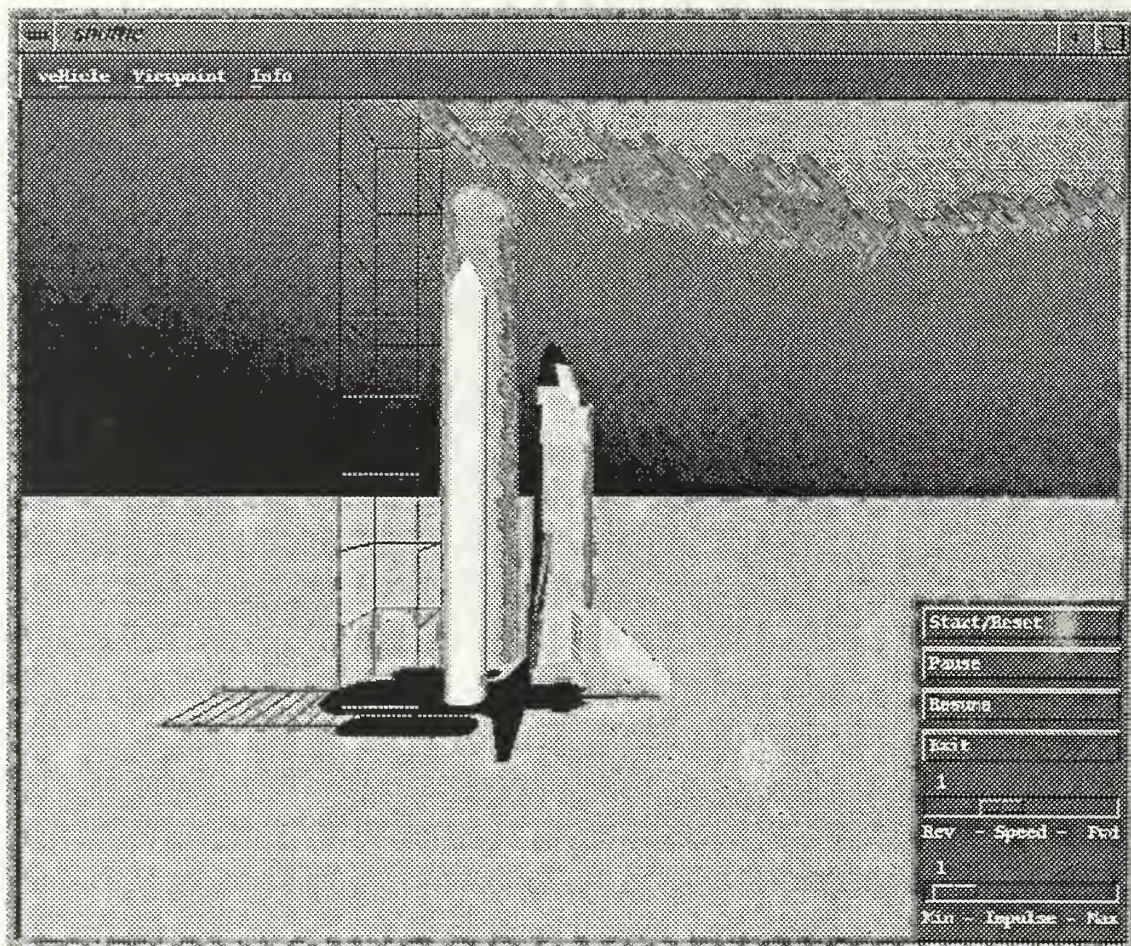 shuttle
veHicle Viewpoint Info
Start/Reset
Pause
Resume
Exit
1
Rev - Speed - Fwd
1
Min - Impulse - Max